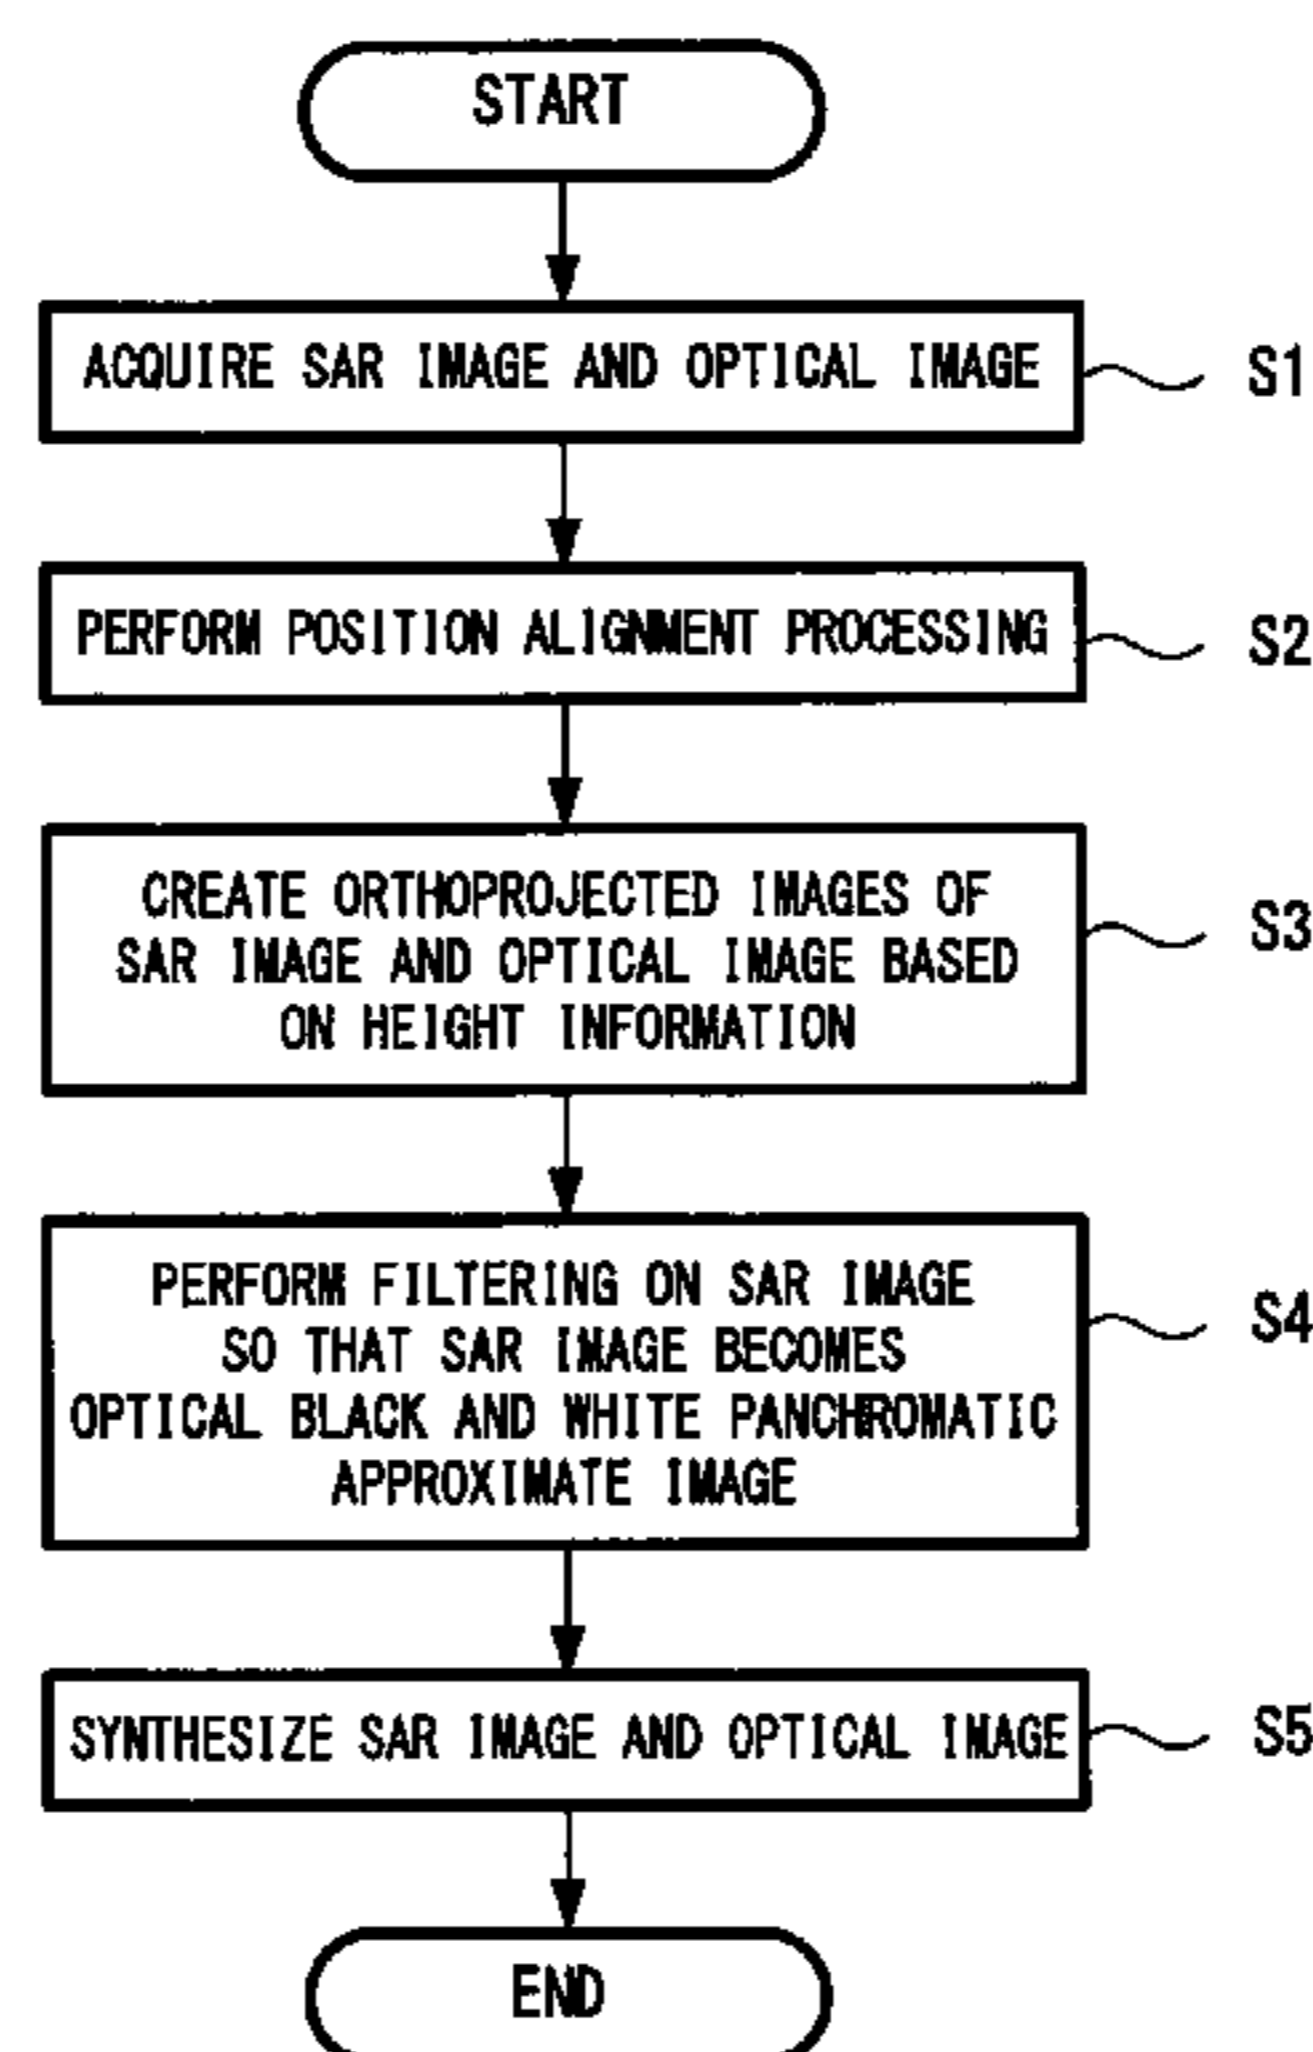 START
ACQUIRE SAR IMAGE AND OPTICAL IMAGE
S1
PERFORM POSITION ALIGNMENT PROCESSING
S2
CREATE ORTHOPROJECTED IMAGES OF
SAR IMAGE AND OPTICAL IMAGE BASED
ON HEIGHT INFORMATION
S3
PERFORM FILTERING ON SAR IMAGE
SO THAT SAR IMAGE BECOMES
OPTICAL BLACK AND WHITE PANCHROMATIC
APPROXIMATE IMAGE
S4
SYNTHESIZE SAR IMAGE AND OPTICAL IMAGE
S5
END